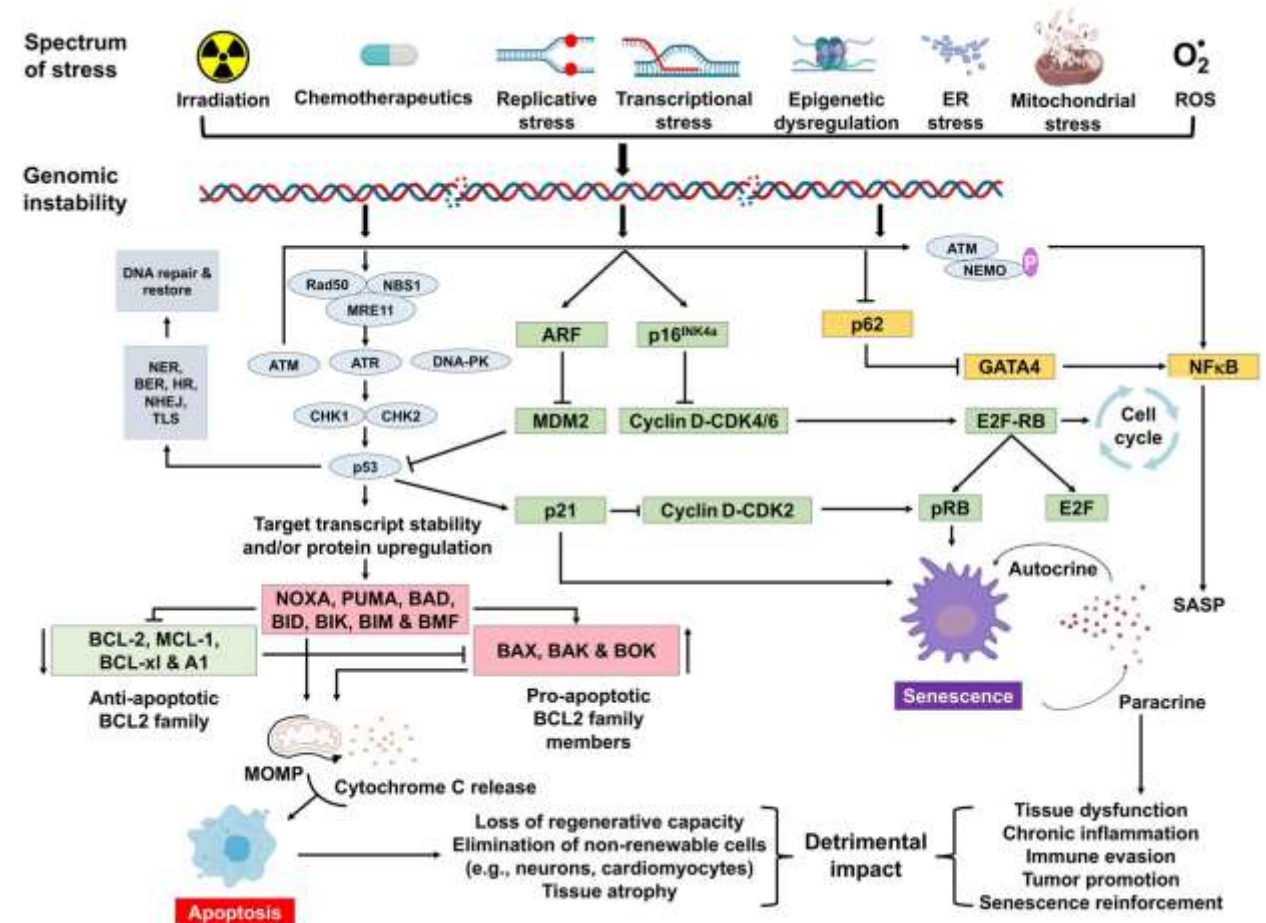 Spectrum
of stress
Irradiation
Chemotherapeutics
Replicative
stress
Transcriptional
stress
Epigenetic
dysregulation
ER
stress
Mitochondrial
stress
O₂•
ROS
Genomic
instability
DNA repair &
restore
NER,
BER, HR,
NHEJ,
TLS
Rad50
NBS1
MRE11
ATM
ATR
DNA-PK
CHK1
CHK2
p53
ARF
p16INK4a
MDM2
Cyclin D-CDK4/6
ATM
NEMO
P
p62
GATA4
NFκB
E2F-RB
Cell
cycle
p21
Cyclin D-CDK2
pRB
E2F
Target transcript stability
and/or protein upregulation
NOXA, PUMA, BAD,
BID, BIK, BIM & BMF
BCL-2, MCL-1,
BCL-xl & A1
BAX, BAK & BOK
Anti-apoptotic
BCL2 family
Pro-apoptotic
BCL2 family
members
Autocrine
SASP
Senescence
Paracrine
MOMP
Cytochrome C release
Apoptosis
Loss of regenerative capacity
Elimination of non-renewable cells
(e.g., neurons, cardiomyocytes)
Tissue atrophy
Detrimental
impact
Tissue dysfunction
Chronic inflammation
Immune evasion
Tumor promotion
Senescence reinforcement